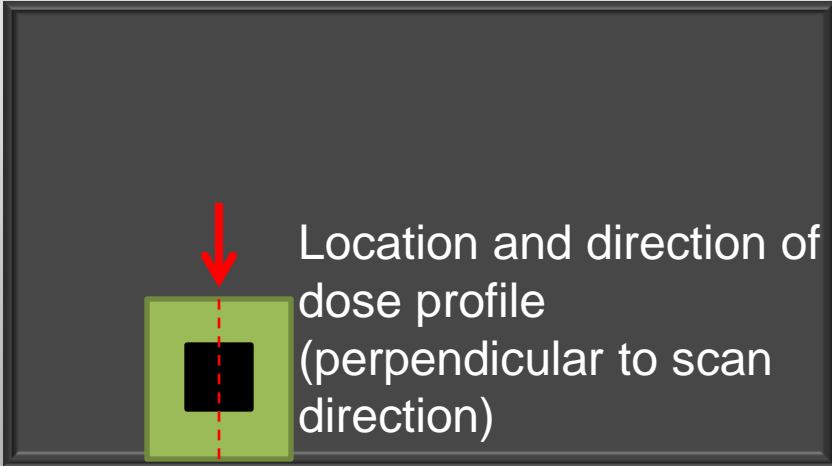 Location and direction of
dose profile
(perpendicular to scan
direction)